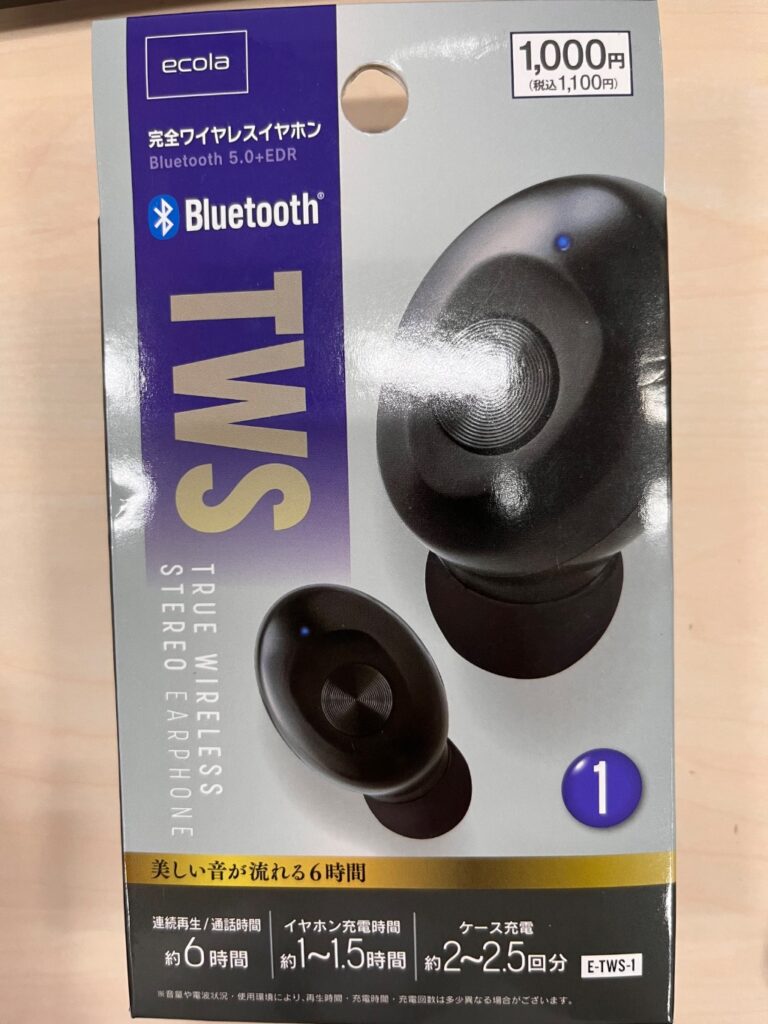 ecola
1,000円
(税込1,100円)
完全ワイヤレスイヤホン
Bluetooth 5.0+EDR
Bluetooth®
TWS
TRUE WIRELESS
STEREO EARPHONE
1
美しい音が流れる6時間
連続再生/通話時間
約6時間
イヤホン充電時間
約1〜1.5時間
ケース充電
約2〜2.5回分
E-TWS-1
※音量や電波状況・使用環境により、再生時間・充電時間・充電回数は多少異なる場合がございます。